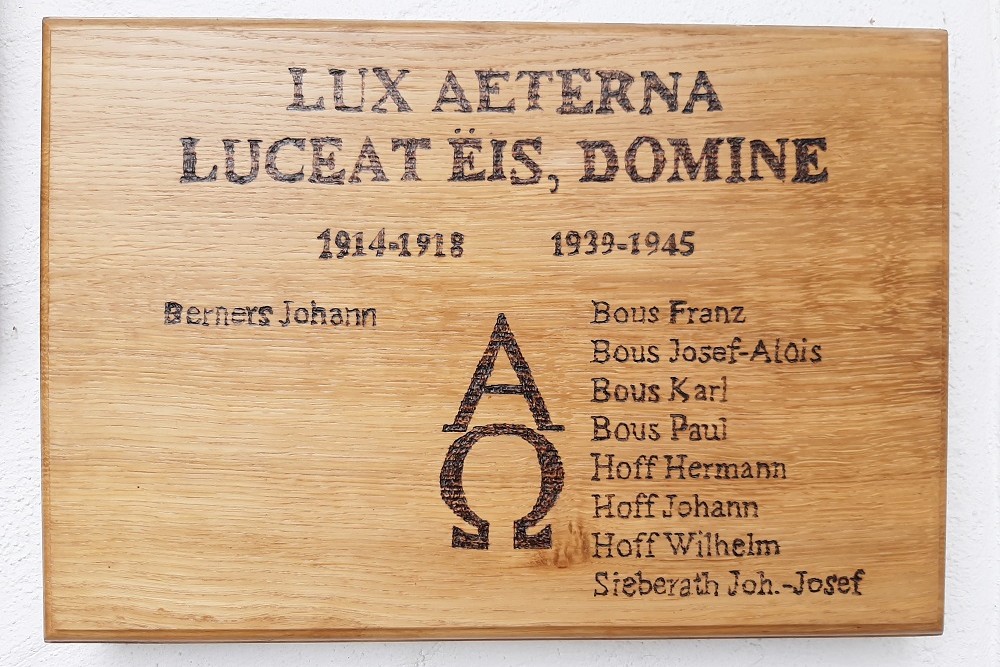 LUX AETERNA
LUCEAT ËIS, DOMINE
1914-1918
1939-1945
Berners Johann
Α
Ω
Bous Franz
Bous Josef-Alois
Bous Karl
Bous Paul
Hoff Hermann
Hoff Johann
Hoff Wilhelm
Sieberath Joh.-Josef